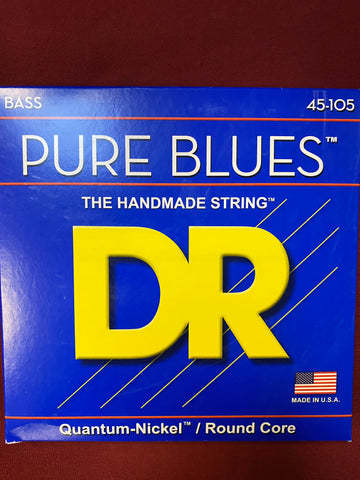 BASS 45-105
PURE BLUES™
THE HANDMADE STRING™
DR
MADE IN U.S.A.
Quantum-Nickel™ / Round Core